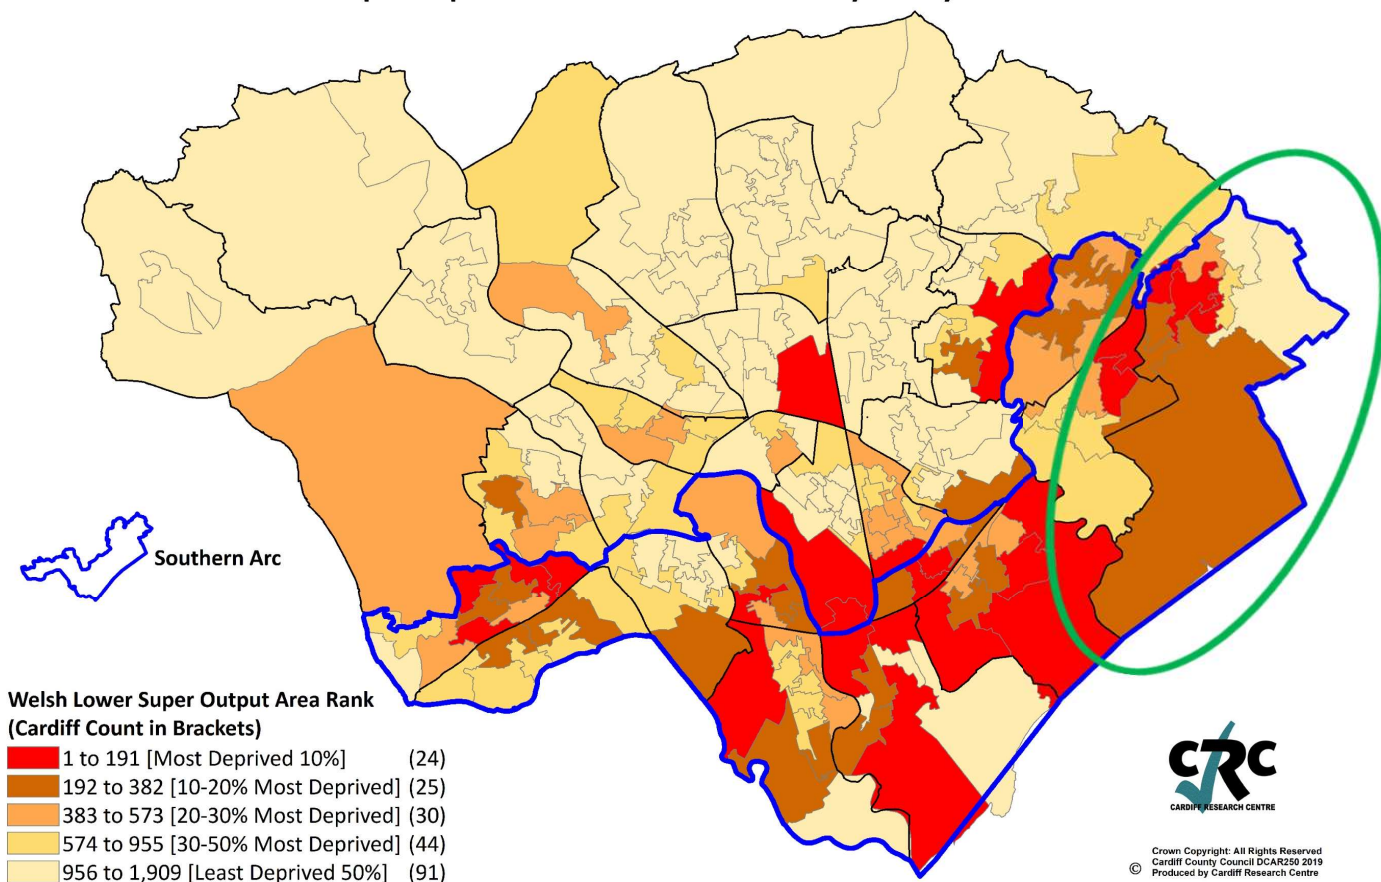 Southern Arc
Welsh Lower Super Output Area Rank
(Cardiff Count in Brackets)
1 to 191 [Most Deprived 10%] (24)
192 to 382 [10-20% Most Deprived] (25)
383 to 573 [20-30% Most Deprived] (30)
574 to 955 [30-50% Most Deprived] (44)
956 to 1,909 [Least Deprived 50%] (91)
CRC
CARDIFF RESEARCH CENTRE
Crown Copyright: All Rights Reserved
© Cardiff County Council DCAR250 2019
Produced by Cardiff Research Centre